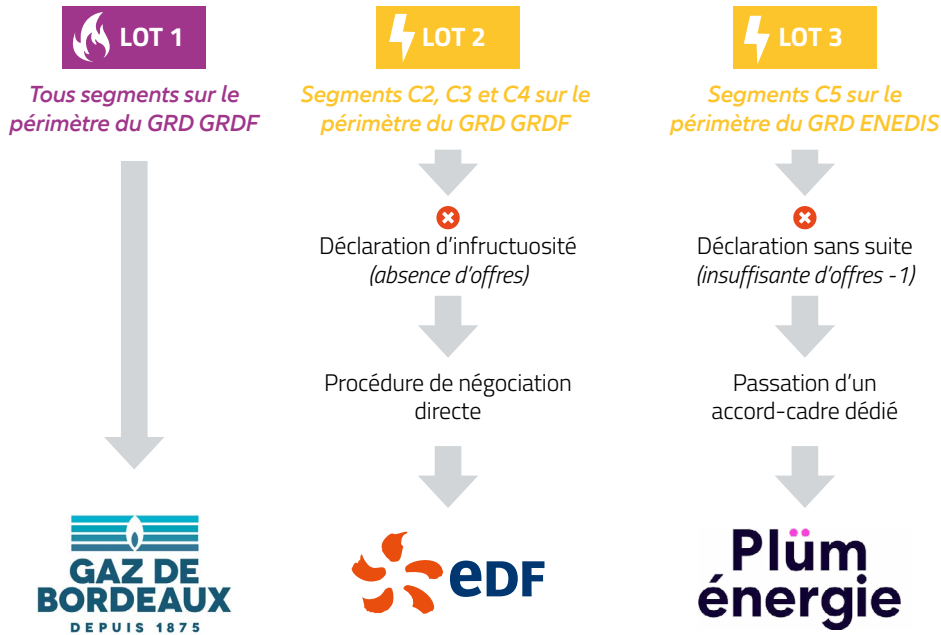 LOT 1
Tous segments sur le
périmètre du GRD GRDF
GAZ DE
BORDEAUX
DEPUIS 1875
LOT 2
Segments C2, C3 et C4 sur le
périmètre du GRD GRDF
Déclaration d'infructuosité
(absence d'offres)
Procédure de négociation
directe
eDF
LOT 3
Segments C5 sur le
périmètre du GRD ENEDIS
Déclaration sans suite
(insuffisante d'offres -1)
Passation d'un
accord-cadre dédié
Plüm
énergie